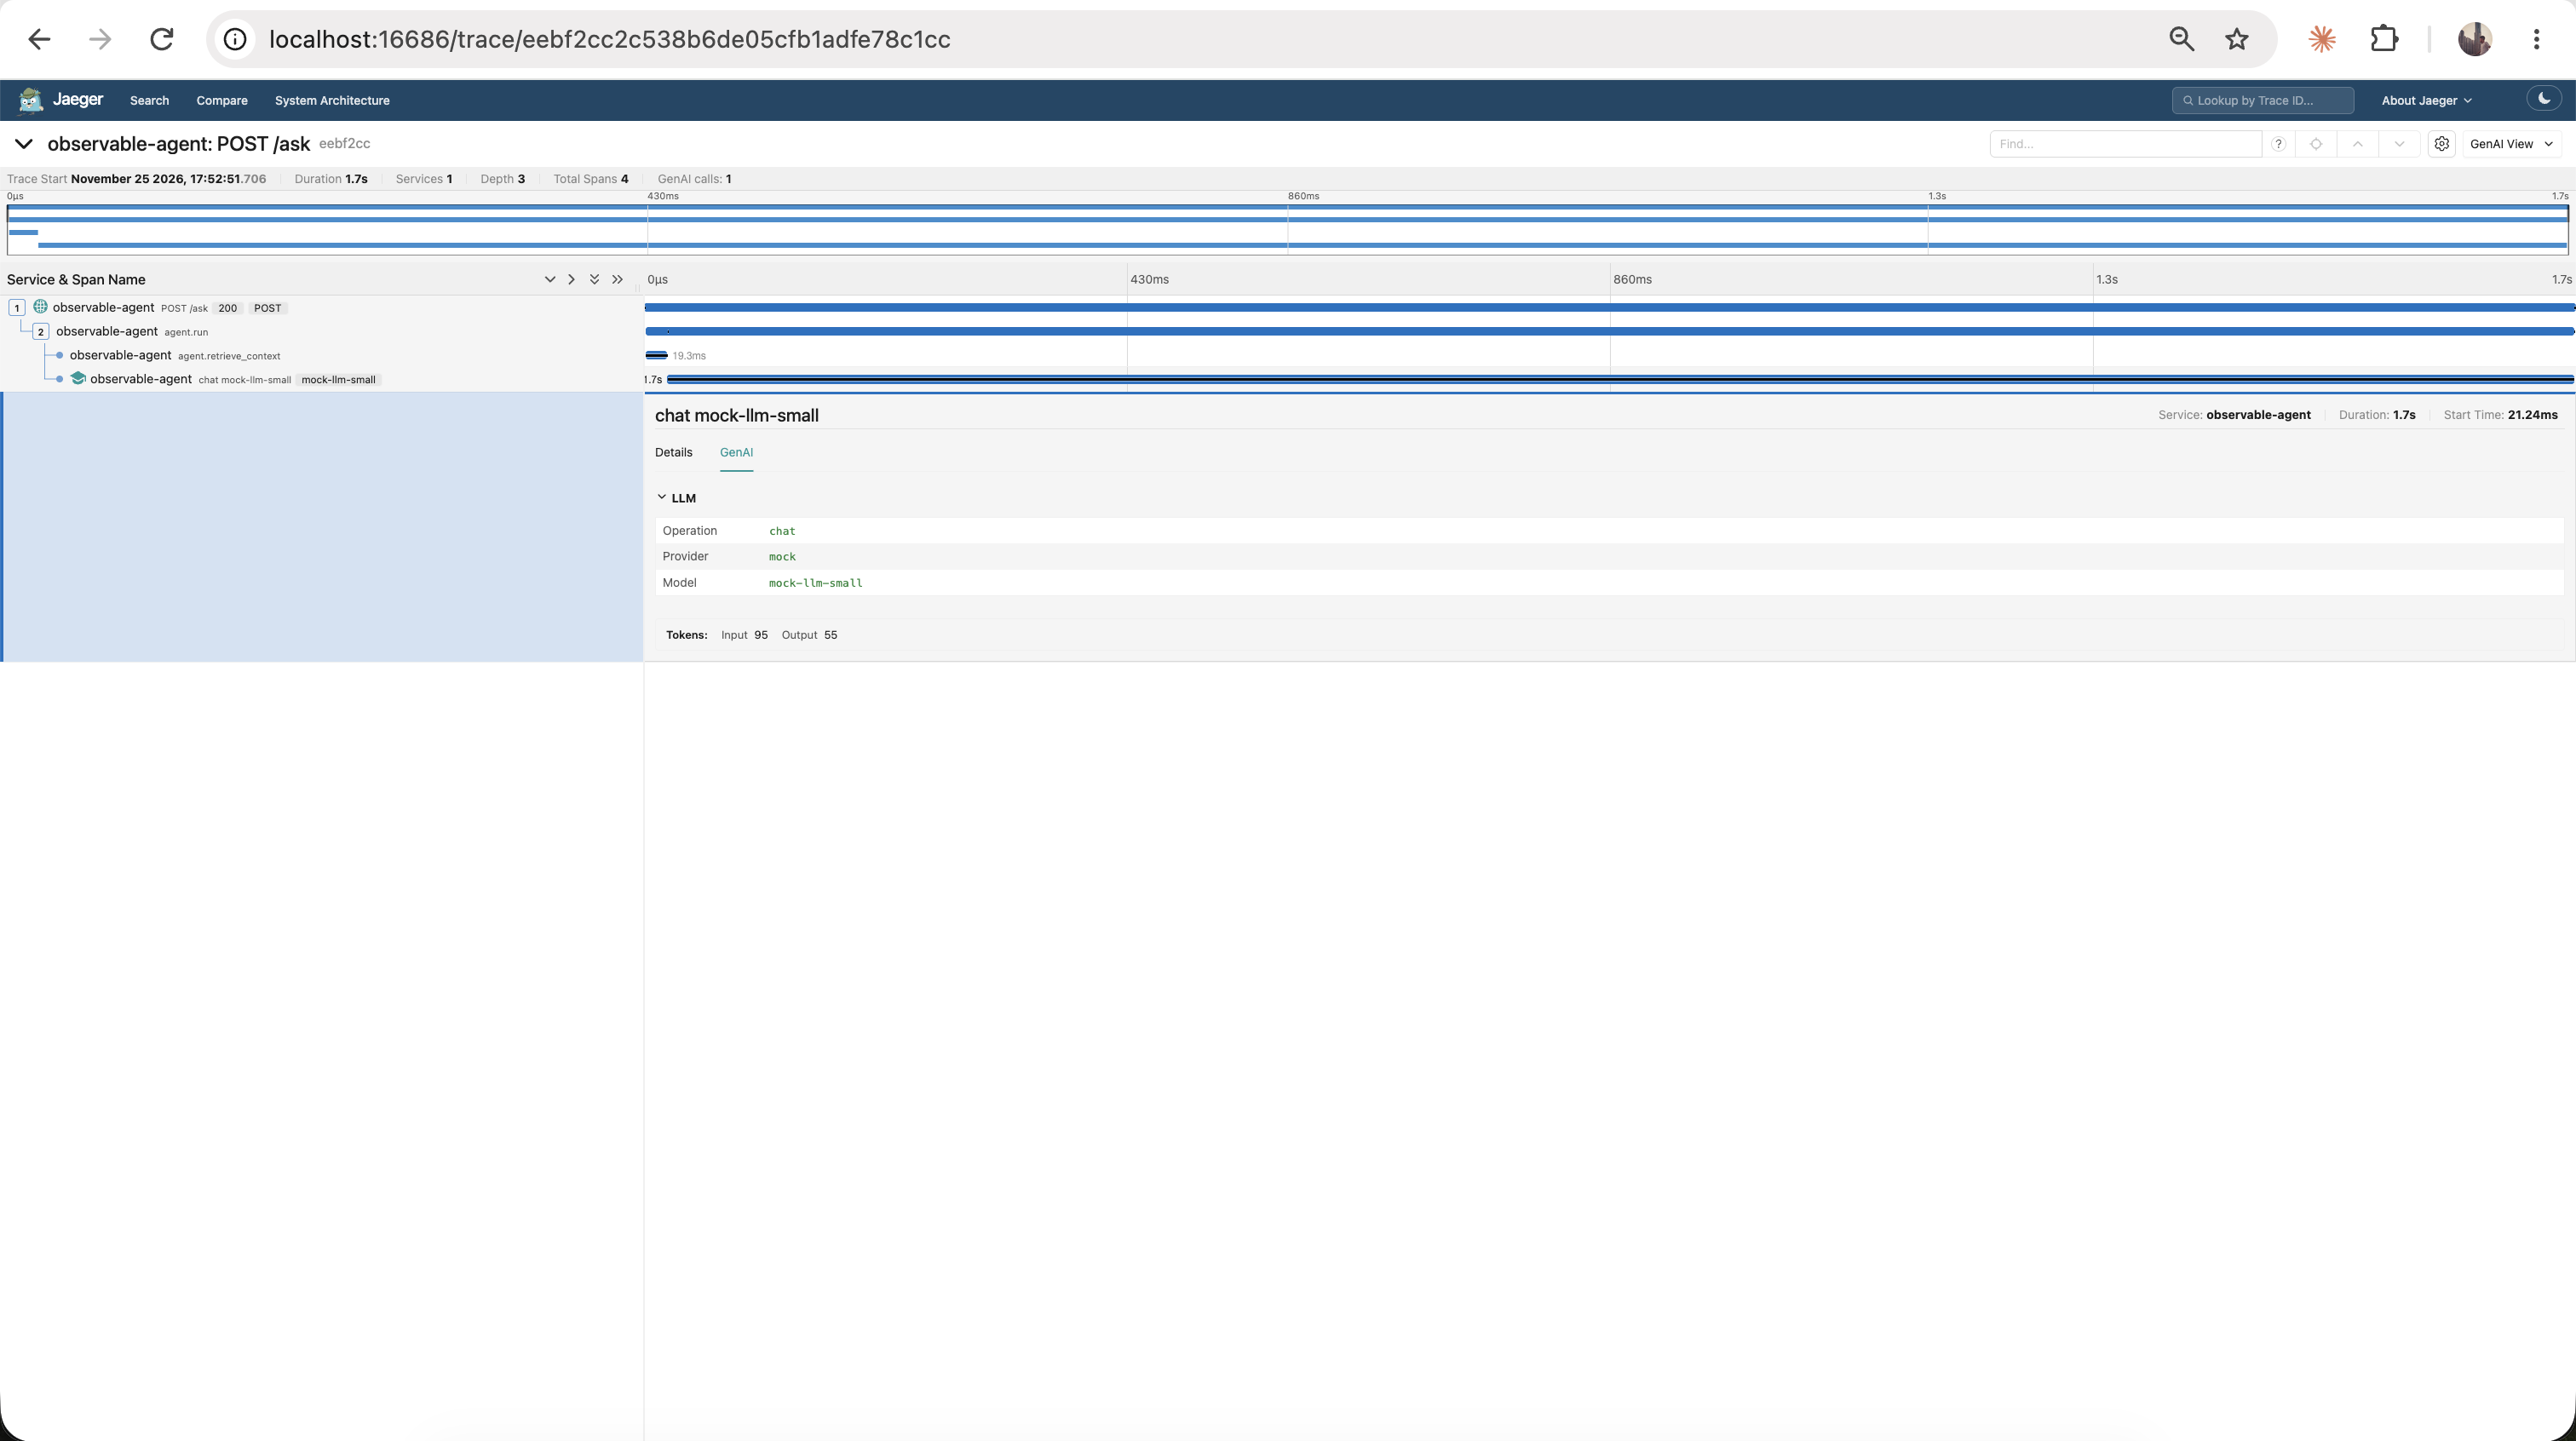 localhost:16686/trace/eebf2cc2c538b6de05cfb1adfe78c1cc
Jaeger Search Compare System Architecture Lookup by Trace ID... About Jaeger
observable-agent: POST /ask eebf2cc Find... ? GenAI View
Trace Start November 25 2026, 17:52:51.706 Duration 1.7s Services 1 Depth 3 Total Spans 4 GenAI calls: 1
0μs 430ms 860ms 1.3s 1.7s
Service & Span Name 0μs 430ms 860ms 1.3s 1.7s
1 observable-agent POST /ask 200 POST
2 observable-agent agent.run
observable-agent agent.retrieve_context 19.3ms
observable-agent chat mock-llm-small mock-llm-small 1.7s
chat mock-llm-small Service: observable-agent Duration: 1.7s Start Time: 21.24ms
Details GenAI
LLM
Operation chat
Provider mock
Model mock-llm-small
Tokens: Input 95 Output 55